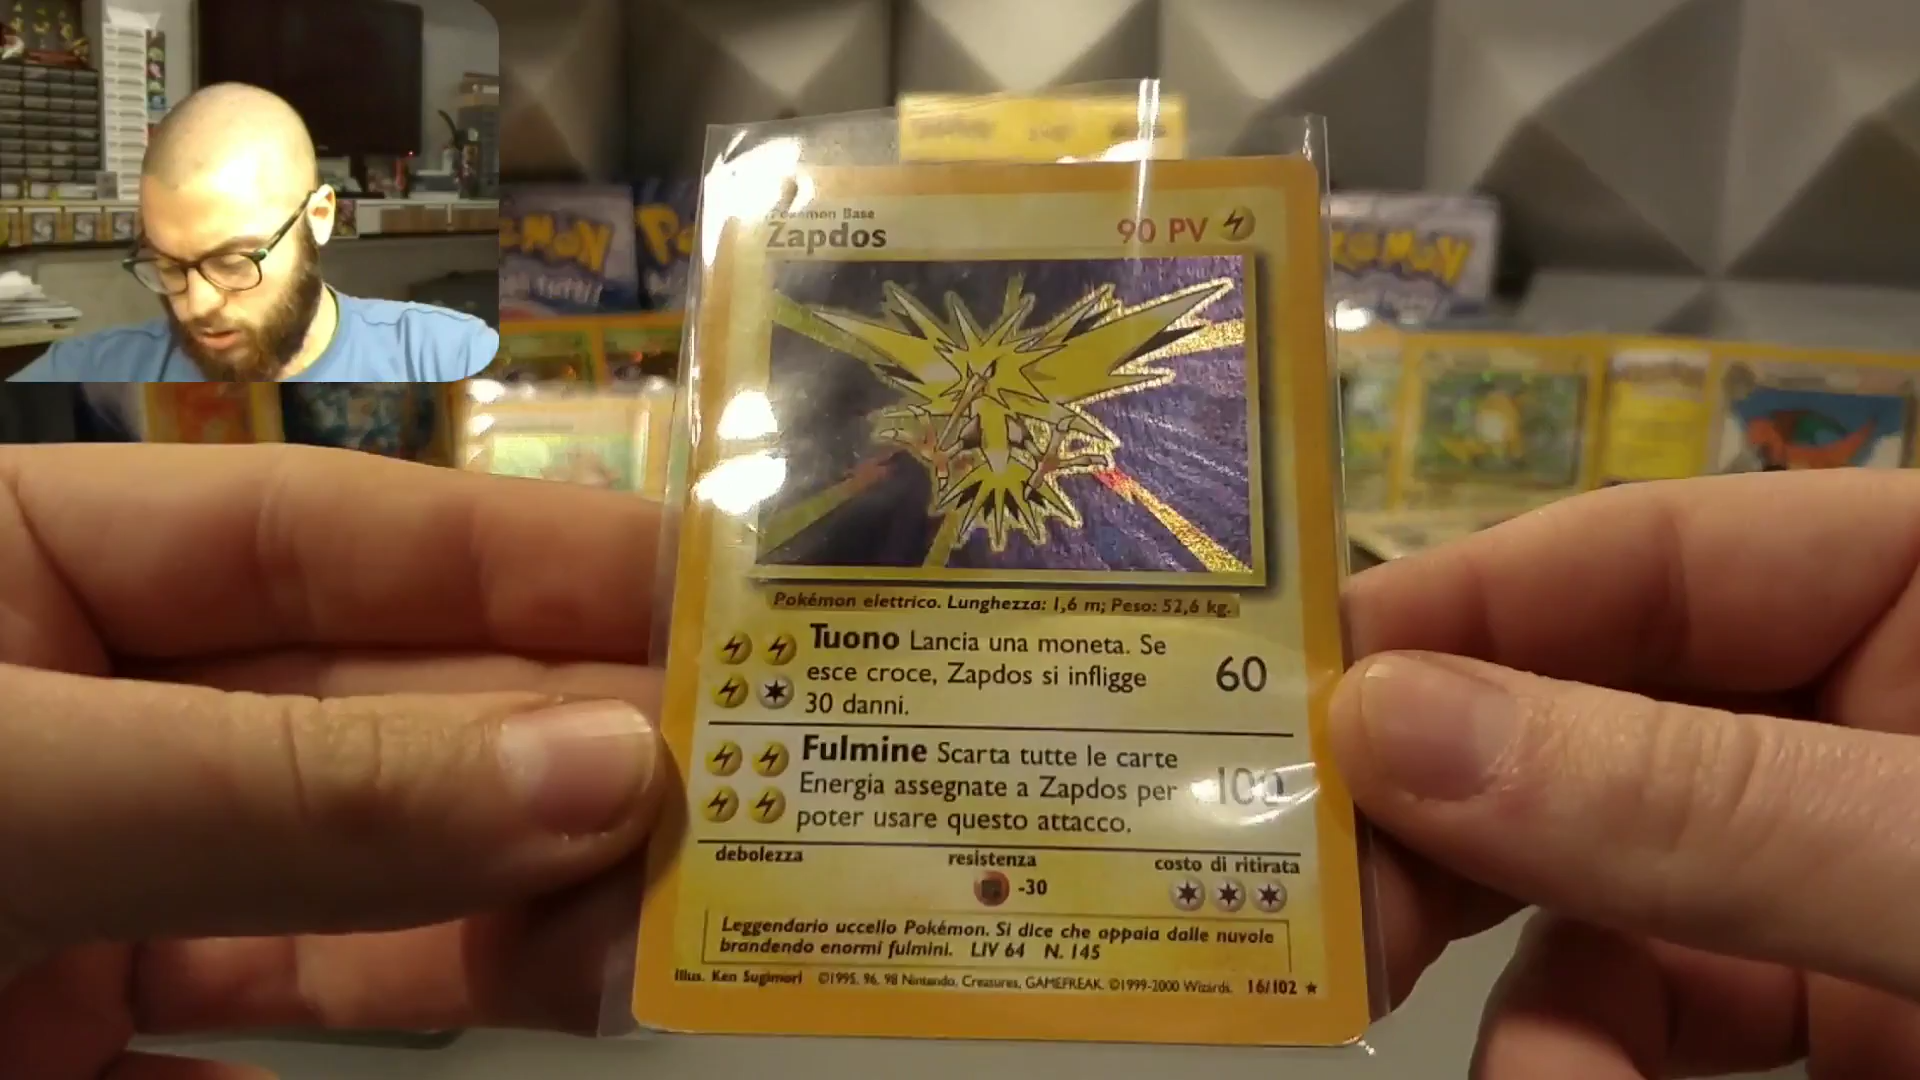 Pokémon Base
Zapdos
90 PV
Pokémon elettrico. Lunghezza: 1,6 m; Peso: 52,6 kg.
Tuono Lancia una moneta. Se
esce croce, Zapdos si infligge
30 danni.
60
Fulmine Scarta tutte le carte
Energia assegnate a Zapdos per
poter usare questo attacco.
100
debolezza
resistenza
costo di ritirata
-30
Leggendario uccello Pokémon. Si dice che appaia dalle nuvole
brandendo enormi fulmini. LIV 64 N. 145
Illus. Ken Sugimori ©1995, 96, 98 Nintendo, Creatures, GAMEFREAK. ©1999-2000 Wizards. 16/102